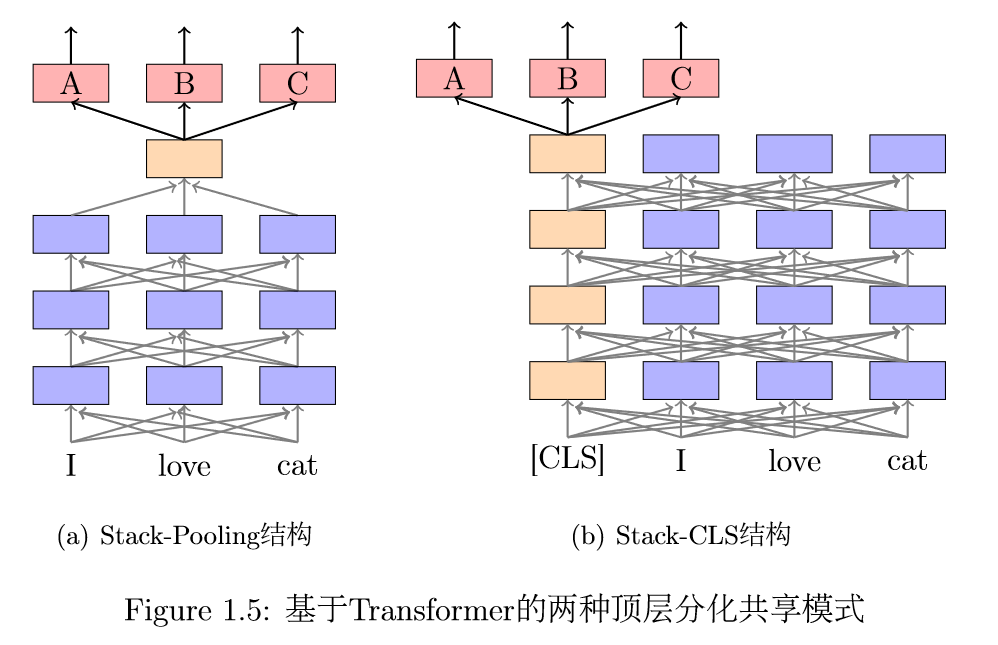 A B C
I love cat
(a) Stack-Pooling结构
A B C
[CLS] I love cat
(b) Stack-CLS结构
Figure 1.5: 基于Transformer的两种顶层分化共享模式